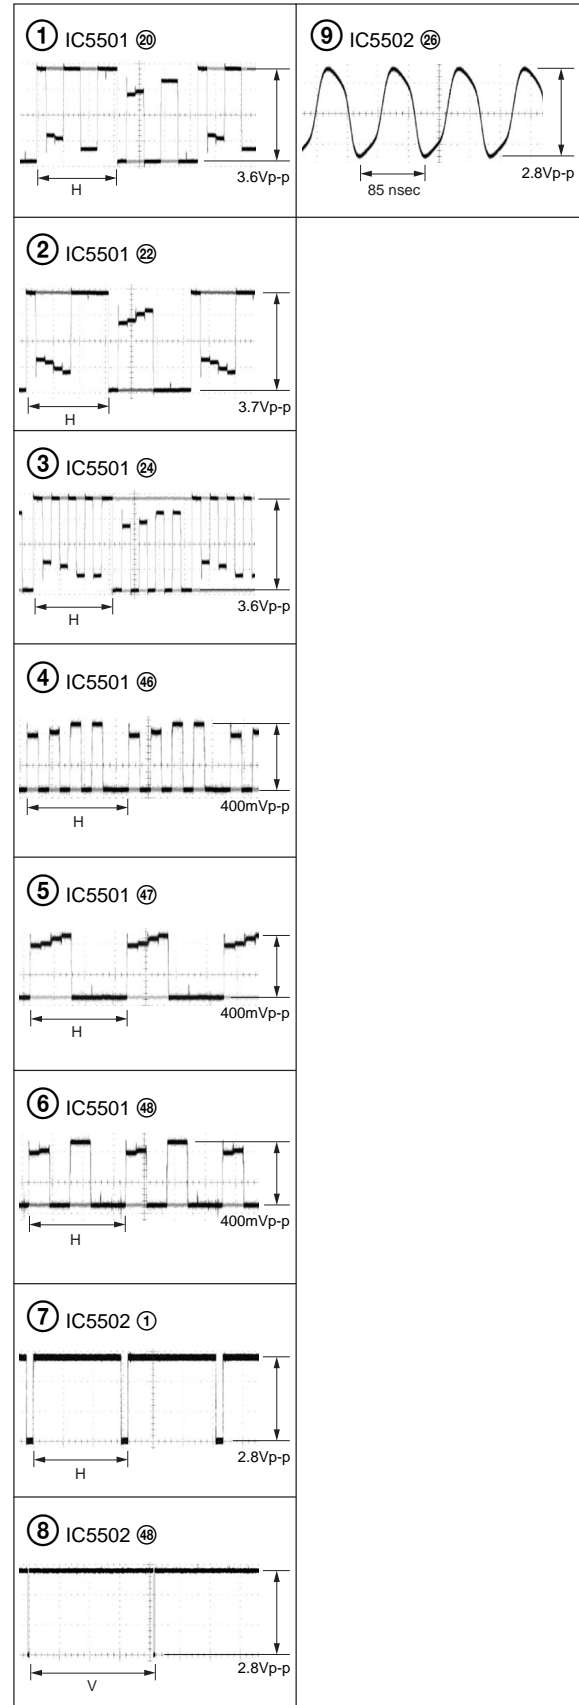 ① IC5501 ⑳
3.6Vp-p
H
② IC5501 ㉒
3.7Vp-p
H
③ IC5501 ㉔
3.6Vp-p
H
④ IC5501 ㊻
400mVp-p
H
⑤ IC5501 ㊼
400mVp-p
H
⑥ IC5501 ㊽
400mVp-p
H
⑦ IC5502 ①
2.8Vp-p
H
⑧ IC5502 ㊽
2.8Vp-p
V
⑨ IC5502 ㉖
2.8Vp-p
85 nsec